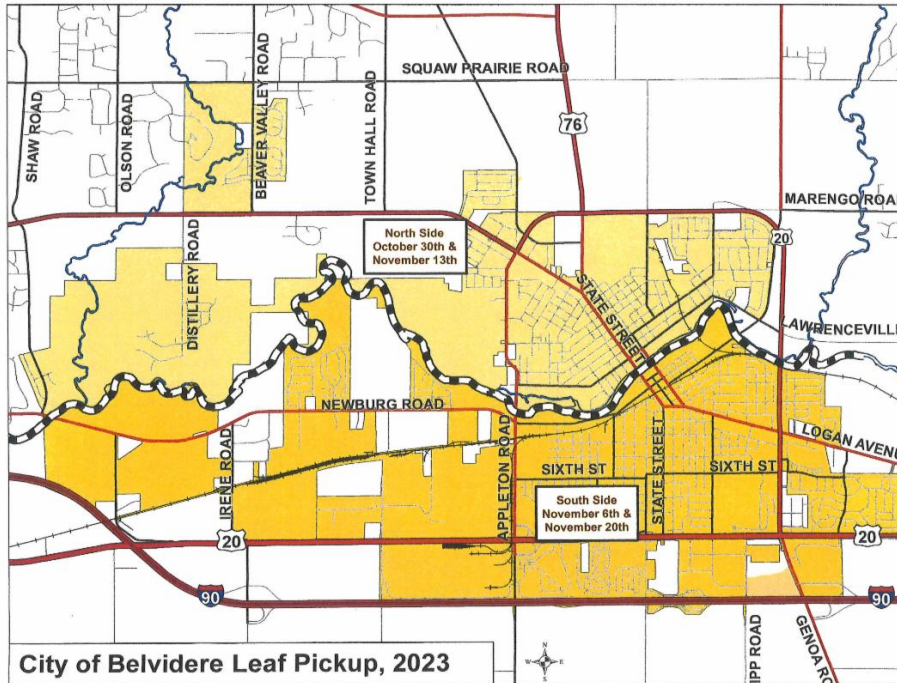 SQUAW PRAIRIE ROAD
SHAW ROAD
OLSON ROAD
BEAVER VALLEY ROAD
TOWN HALL ROAD
76
MARENGO ROAD
20
North Side
October 30th &
November 13th
DISTILLERY ROAD
STATE STREET
LAWRENCEVILLE
NEWBURG ROAD
LOGAN AVENU
IRENE ROAD
APPLETON ROAD
STATE STREET
SIXTH ST
SIXTH ST
South Side
November 6th &
November 20th
20
20
90
90
IPP ROAD
GENOA RO
N
W
E
S
City of Belvidere Leaf Pickup, 2023